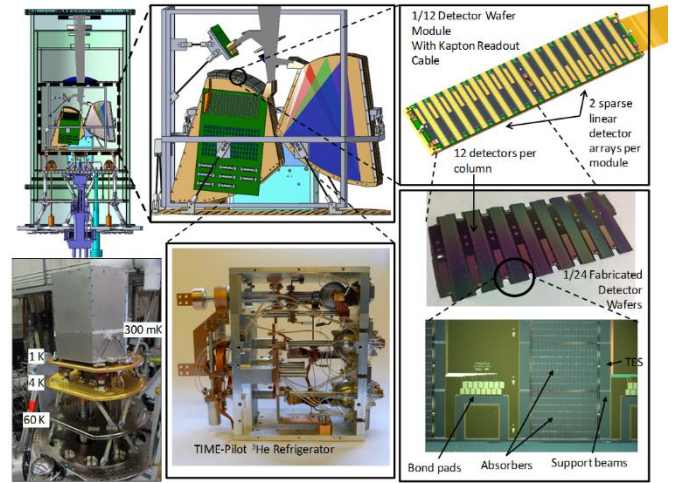 1/12 Detector Wafer
Module
With Kapton Readout
Cable
2 sparse
linear
detector
arrays per
module
12 detectors per
column
1/24 Fabricated
Detector
Wafers
300 mK
1 K
4K
60 K
TIME-Pilot ³He Refrigerator
TES
Bond pads
Absorbers
Support beams